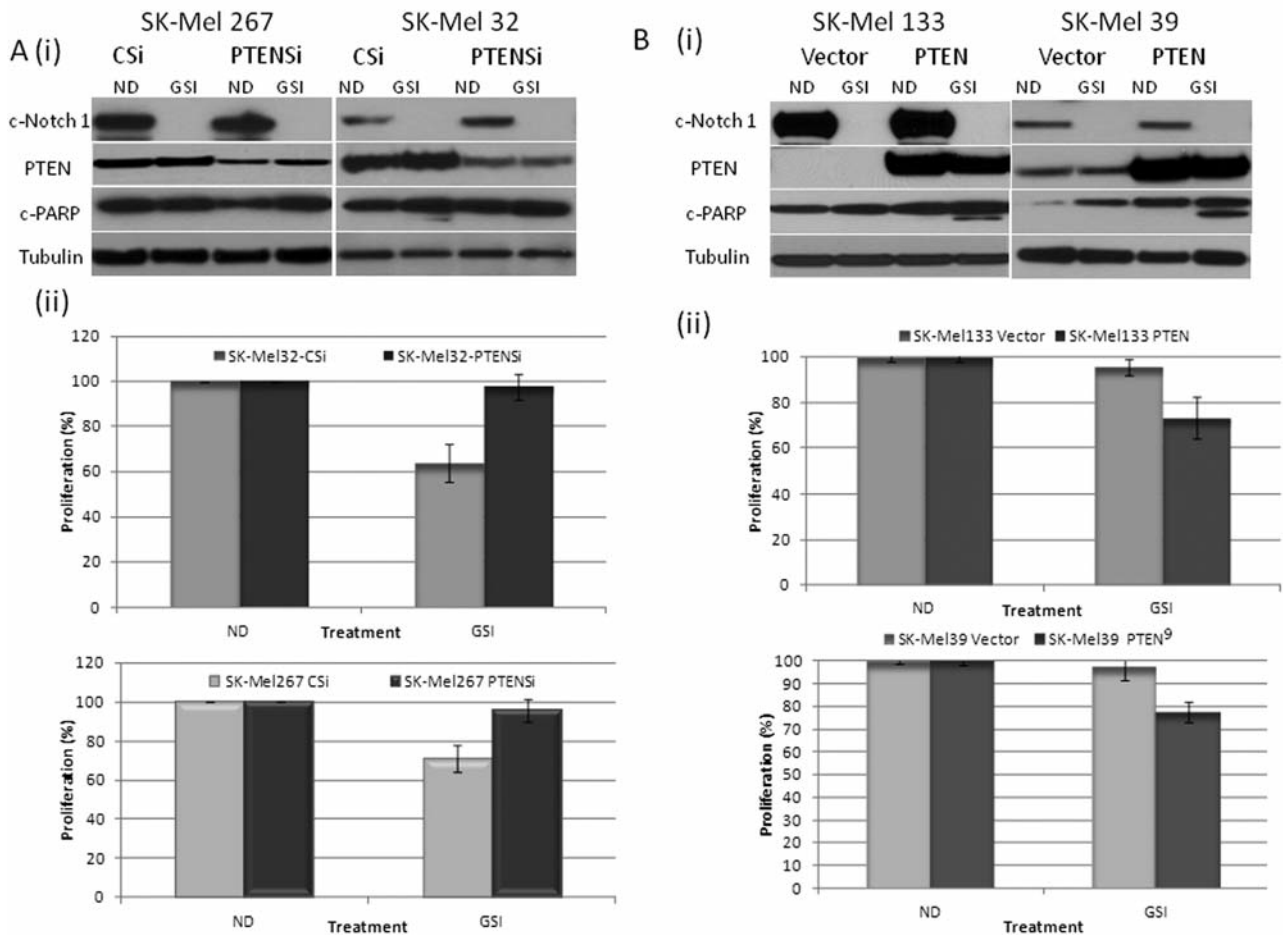 SK-Mel 267 SK-Mel 32
A (i) CSi PTENSi CSi PTENSi
ND GSI ND GSI ND GSI ND GSI
c-Notch 1
PTEN
c-PARP
Tubulin
(ii)
SK-Mel32-CSi SK-Mel32-PTENSi
Proliferation (%)
120
100
80
60
40
20
0
ND Treatment GSI
SK-Mel267 CSi SK-Mel267 PTENSi
Proliferation (%)
120
100
80
60
40
20
0
ND Treatment GSI
SK-Mel 133 SK-Mel 39
B (i) Vector PTEN Vector PTEN
ND GSI ND GSI ND GSI ND GSI
c-Notch 1
PTEN
c-PARP
Tubulin
(ii)
SK-Mel133 Vector SK-Mel133 PTEN
Proliferation (%)
100
80
60
40
20
0
ND Treatment GSI
SK-Mel39 Vector SK-Mel39 PTEN9
Proliferation (%)
100
90
80
70
60
50
40
30
20
10
0
ND Treatment GSI